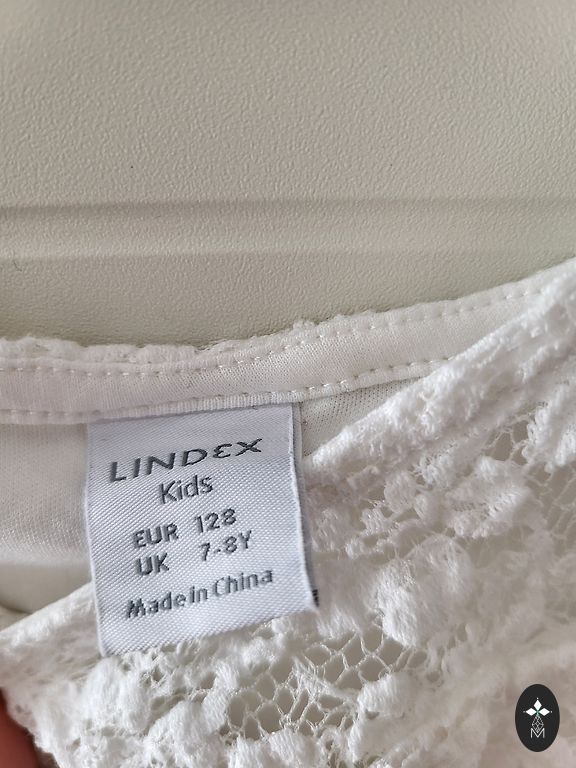 LINDEX
Kids
EUR 128
UK 7-8Y
Made in China
M